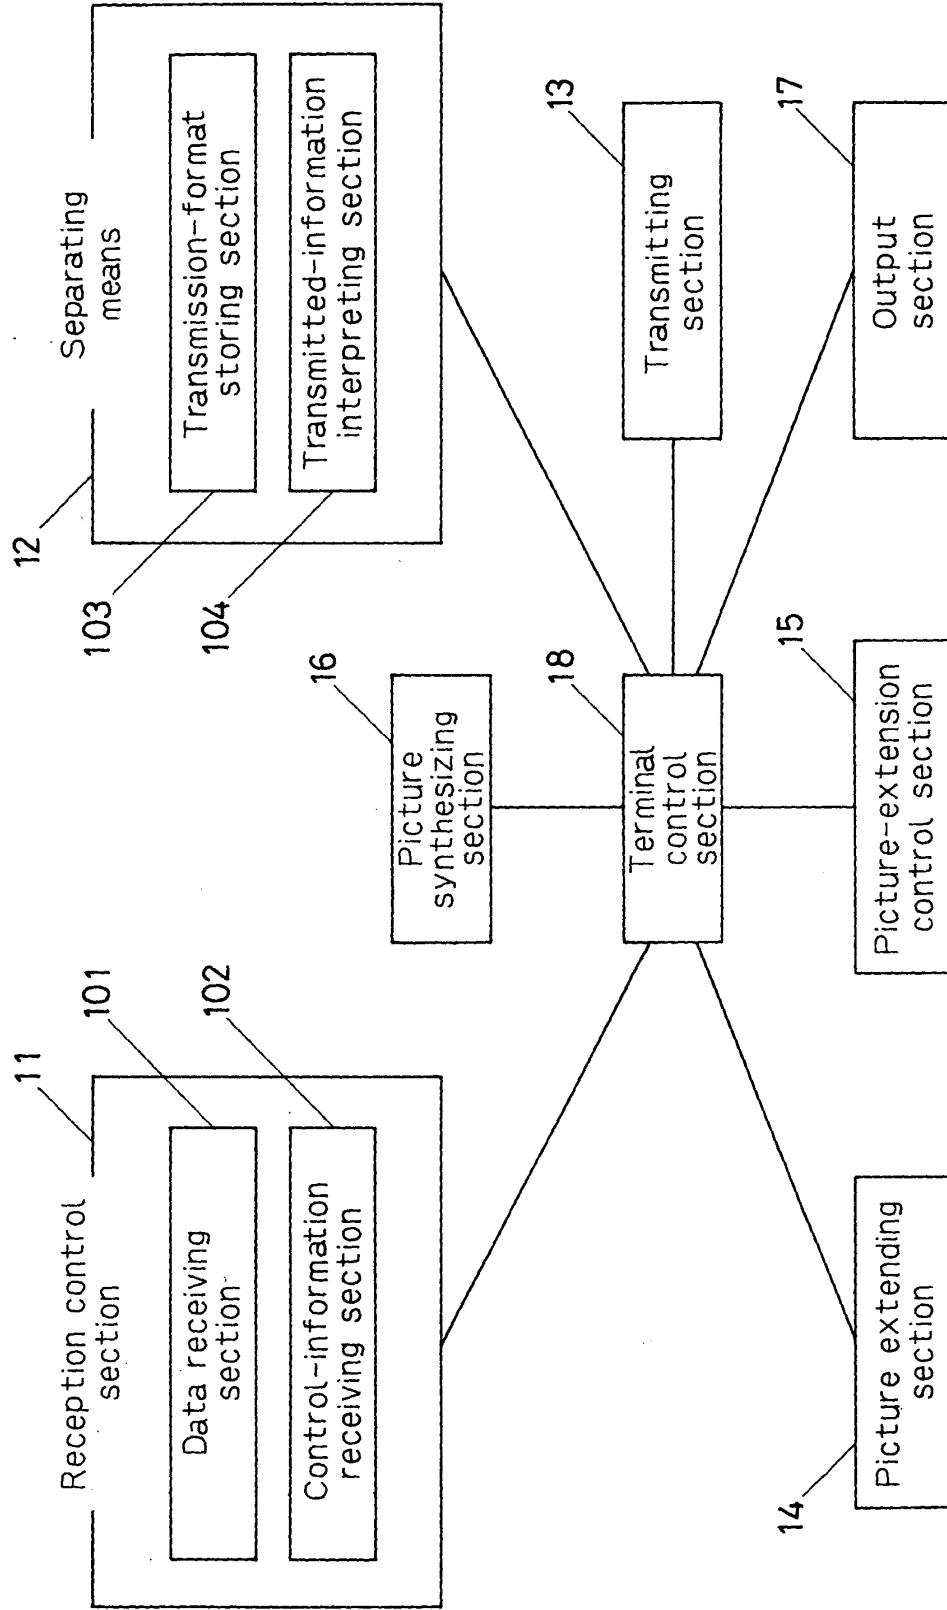 11
Reception control
section
101
Data receiving
section
102
Control-information
receiving section
12
Separating
means
103
Transmission-format
storing section
104
Transmitted-information
interpreting section
16
Picture
synthesizing
section
18
Terminal
control
section
13
Transmitting
section
14
Picture extending
section
15
Picture-extension
control section
17
Output
section